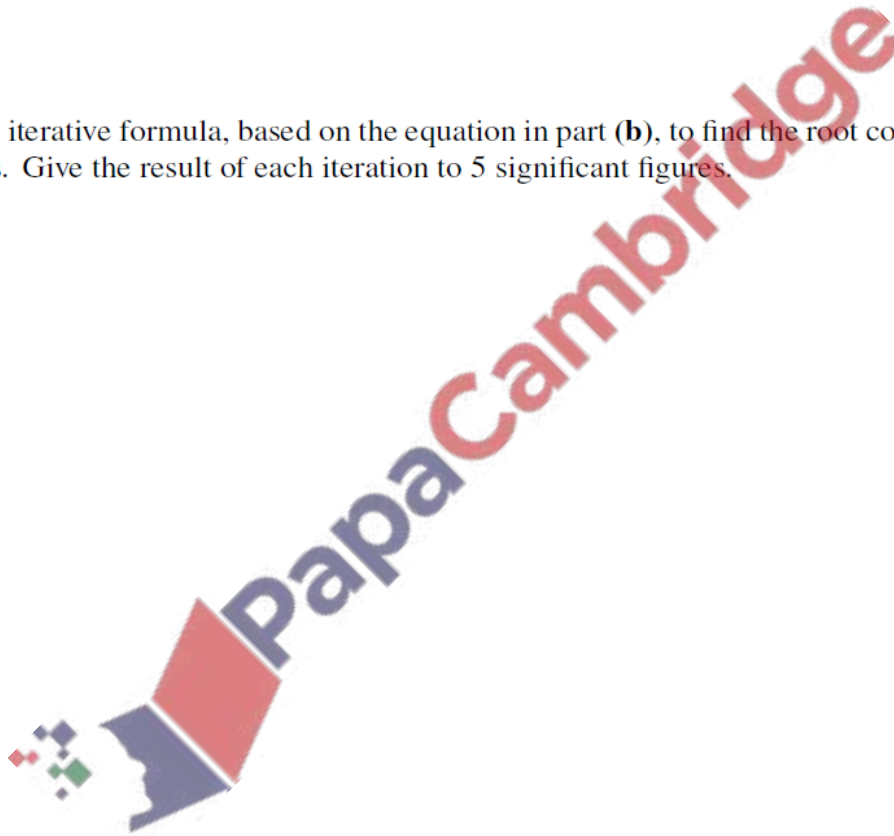 iterative formula, based on the equation in part (b), to find the root co
. Give the result of each iteration to 5 significant figures.
PapaCambridge